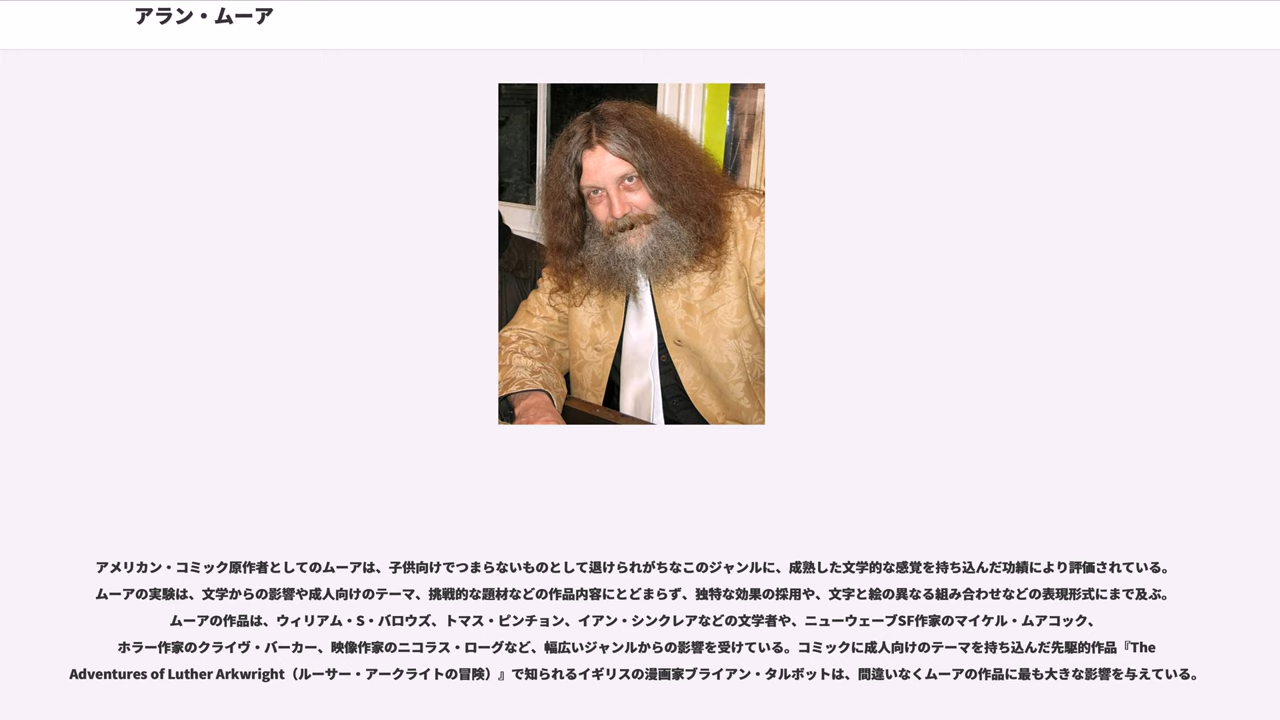 アラン・ムーア
アメリカン・コミック原作者としてのムーアは、子供向けでつまらないものとして退けられがちなこのジャンルに、成熟した文学的な感覚を持ち込んだ功績により評価されている。
ムーアの実験は、文学からの影響や成人向けのテーマ、挑戦的な題材などの作品内容にとどまらず、独特な効果の採用や、文字と絵の異なる組み合わせなどの表現形式にまで及ぶ。
ムーアの作品は、ウィリアム・S・バロウズ、トマス・ピンチョン、イアン・シンクレアなどの文学者や、ニューウェーブSF作家のマイケル・ムアコック、
ホラー作家のクライヴ・バーカー、映像作家のニコラス・ローグなど、幅広いジャンルからの影響を受けている。コミックに成人向けのテーマを持ち込んだ先駆的作品『The
Adventures of Luther Arkwright（ルーサー・アークライトの冒険）』で知られるイギリスの漫画家ブライアン・タルボットは、間違いなくムーアの作品に最も大きな影響を与えている。